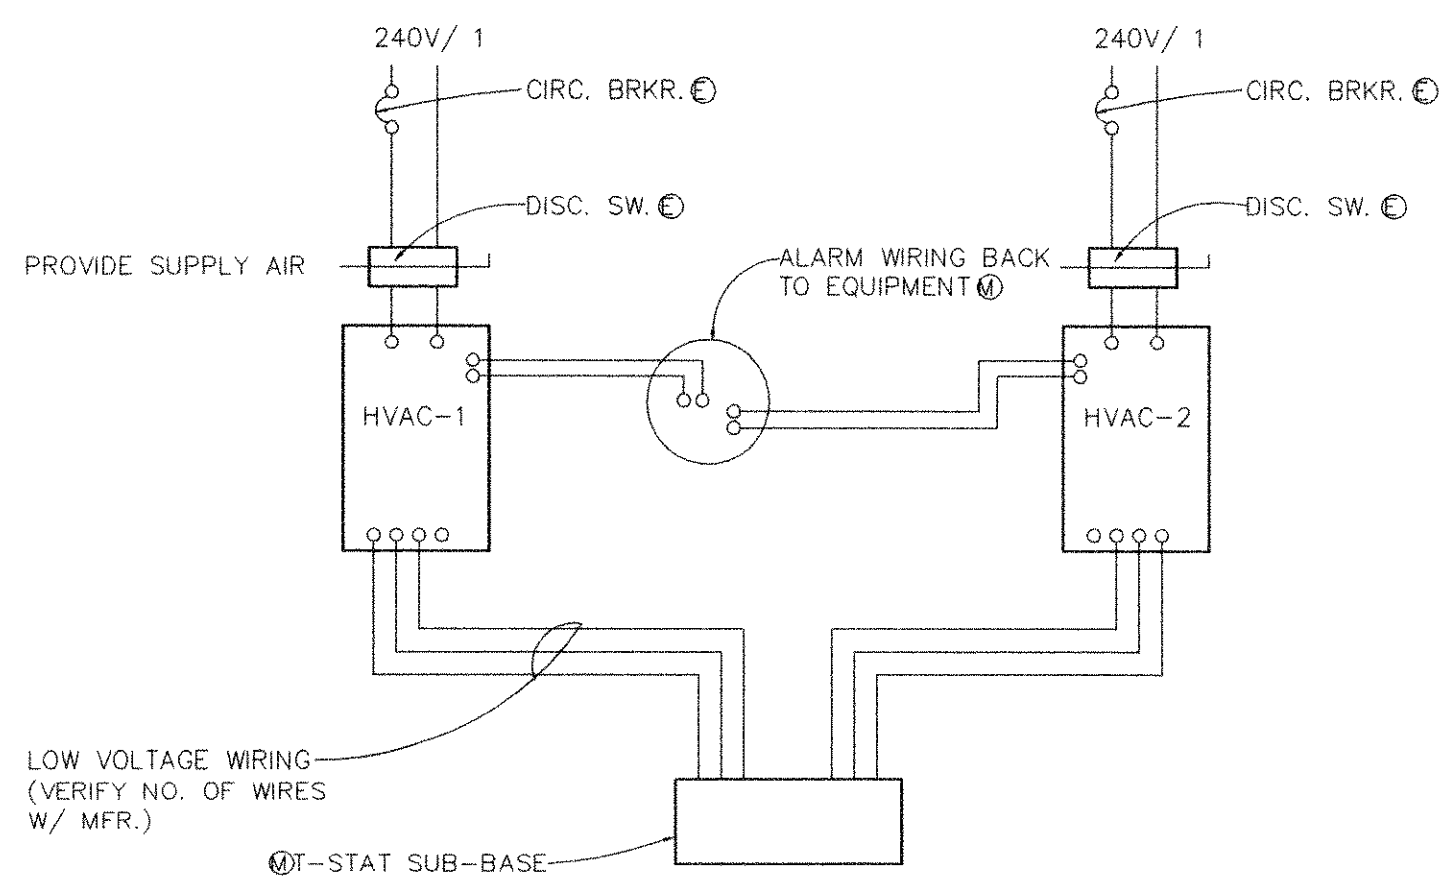 240V/ 1
240V/ 1
CIRC. BRKR. Ⓔ
CIRC. BRKR. Ⓔ
DISC. SW. Ⓔ
DISC. SW. Ⓔ
PROVIDE SUPPLY AIR
ALARM WIRING BACK
TO EQUIPMENT Ⓜ
HVAC-1
HVAC-2
LOW VOLTAGE WIRING
(VERIFY NO. OF WIRES
W/ MFR.)
ⓂT-STAT SUB-BASE